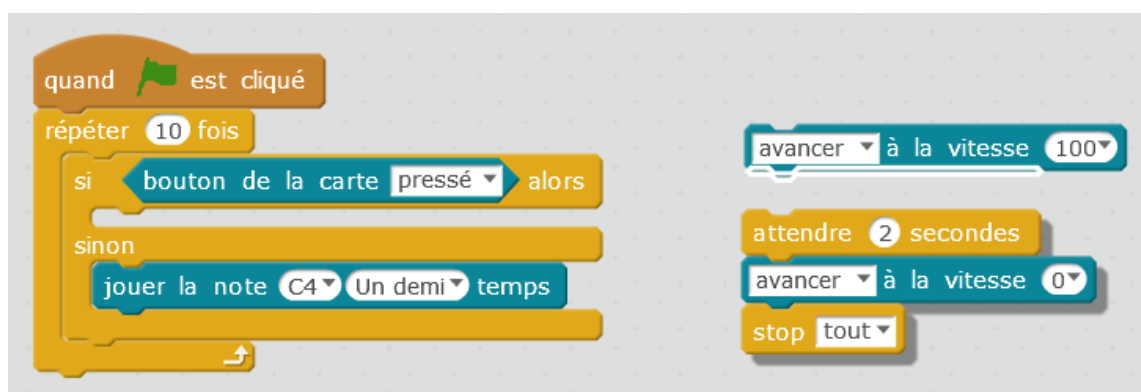 quand est cliqué
répéter 10 fois
si bouton de la carte pressé alors
sinon
jouer la note C4 Un demi temps
avancer à la vitesse 100
attendre 2 secondes
avancer à la vitesse 0
stop tout